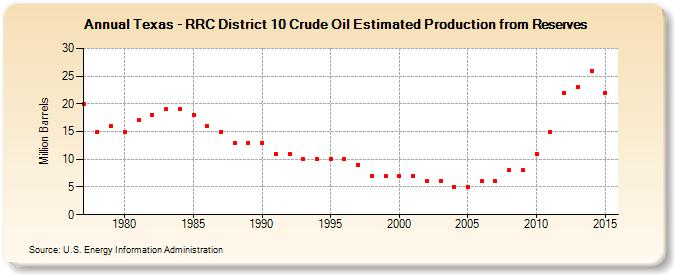 Annual Texas - RRC District 10 Crude Oil Estimated Production from Reserves
Million Barrels
30
25
20
15
10
5
0
1980 1985 1990 1995 2000 2005 2010 2015
Source: U.S. Energy Information Administration